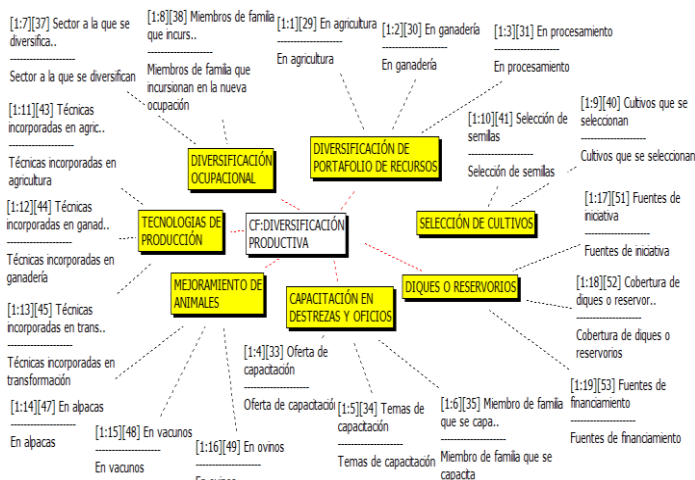 [1:7][37] Sector a la que se
diversifica..
--------------------
Sector a la que se diversifican
[1:8][38] Miembros de familia
que incurs..
--------------------
Miembros de familia que
incursionan en la nueva
ocupación
[1:1][29] En agricultura
--------------------
En agricultura
[1:2][30] En ganadería
--------------------
En ganadería
[1:3][31] En procesamiento
--------------------
En procesamiento
[1:11][43] Técnicas
incorporadas en agric..
--------------------
Técnicas incorporadas en
agricultura
[1:10][41] Selección de
semillas
--------------------
Selección de semillas
[1:9][40] Cultivos que se
seleccionan
--------------------
Cultivos que se seleccionan
DIVERSIFICACIÓN
OCUPACIONAL
DIVERSIFICACIÓN DE
PORTAFOLIO DE RECURSOS
[1:12][44] Técnicas
incorporadas en ganad..
--------------------
Técnicas incorporadas en
ganadería
TECNOLOGIAS DE
PRODUCCIÓN
CF:DIVERSIFICACIÓN
PRODUCTIVA
SELECCIÓN DE CULTIVOS
[1:17][51] Fuentes de
iniciativa
--------------------
Fuentes de iniciativa
MEJORAMIENTO DE
ANIMALES
CAPACITACIÓN EN
DESTREZAS Y OFICIOS
DIQUES O RESERVORIOS
[1:18][52] Cobertura de
diques o reservor..
--------------------
Cobertura de diques o
reservorios
[1:13][45] Técnicas
incorporadas en trans..
--------------------
Técnicas incorporadas en
transformación
[1:4][33] Oferta de
capacitación
--------------------
Oferta de capacitación
[1:5][34] Temas de
capacitación
--------------------
Temas de capacitación
[1:6][35] Miembro de familia
que se capa..
--------------------
Miembro de familia que se
capacita
[1:19][53] Fuentes de
financiamiento
--------------------
Fuentes de financiamiento
[1:14][47] En alpacas
--------------------
En alpacas
[1:15][48] En vacunos
--------------------
En vacunos
[1:16][49] En ovinos
--------------------
En ovinos